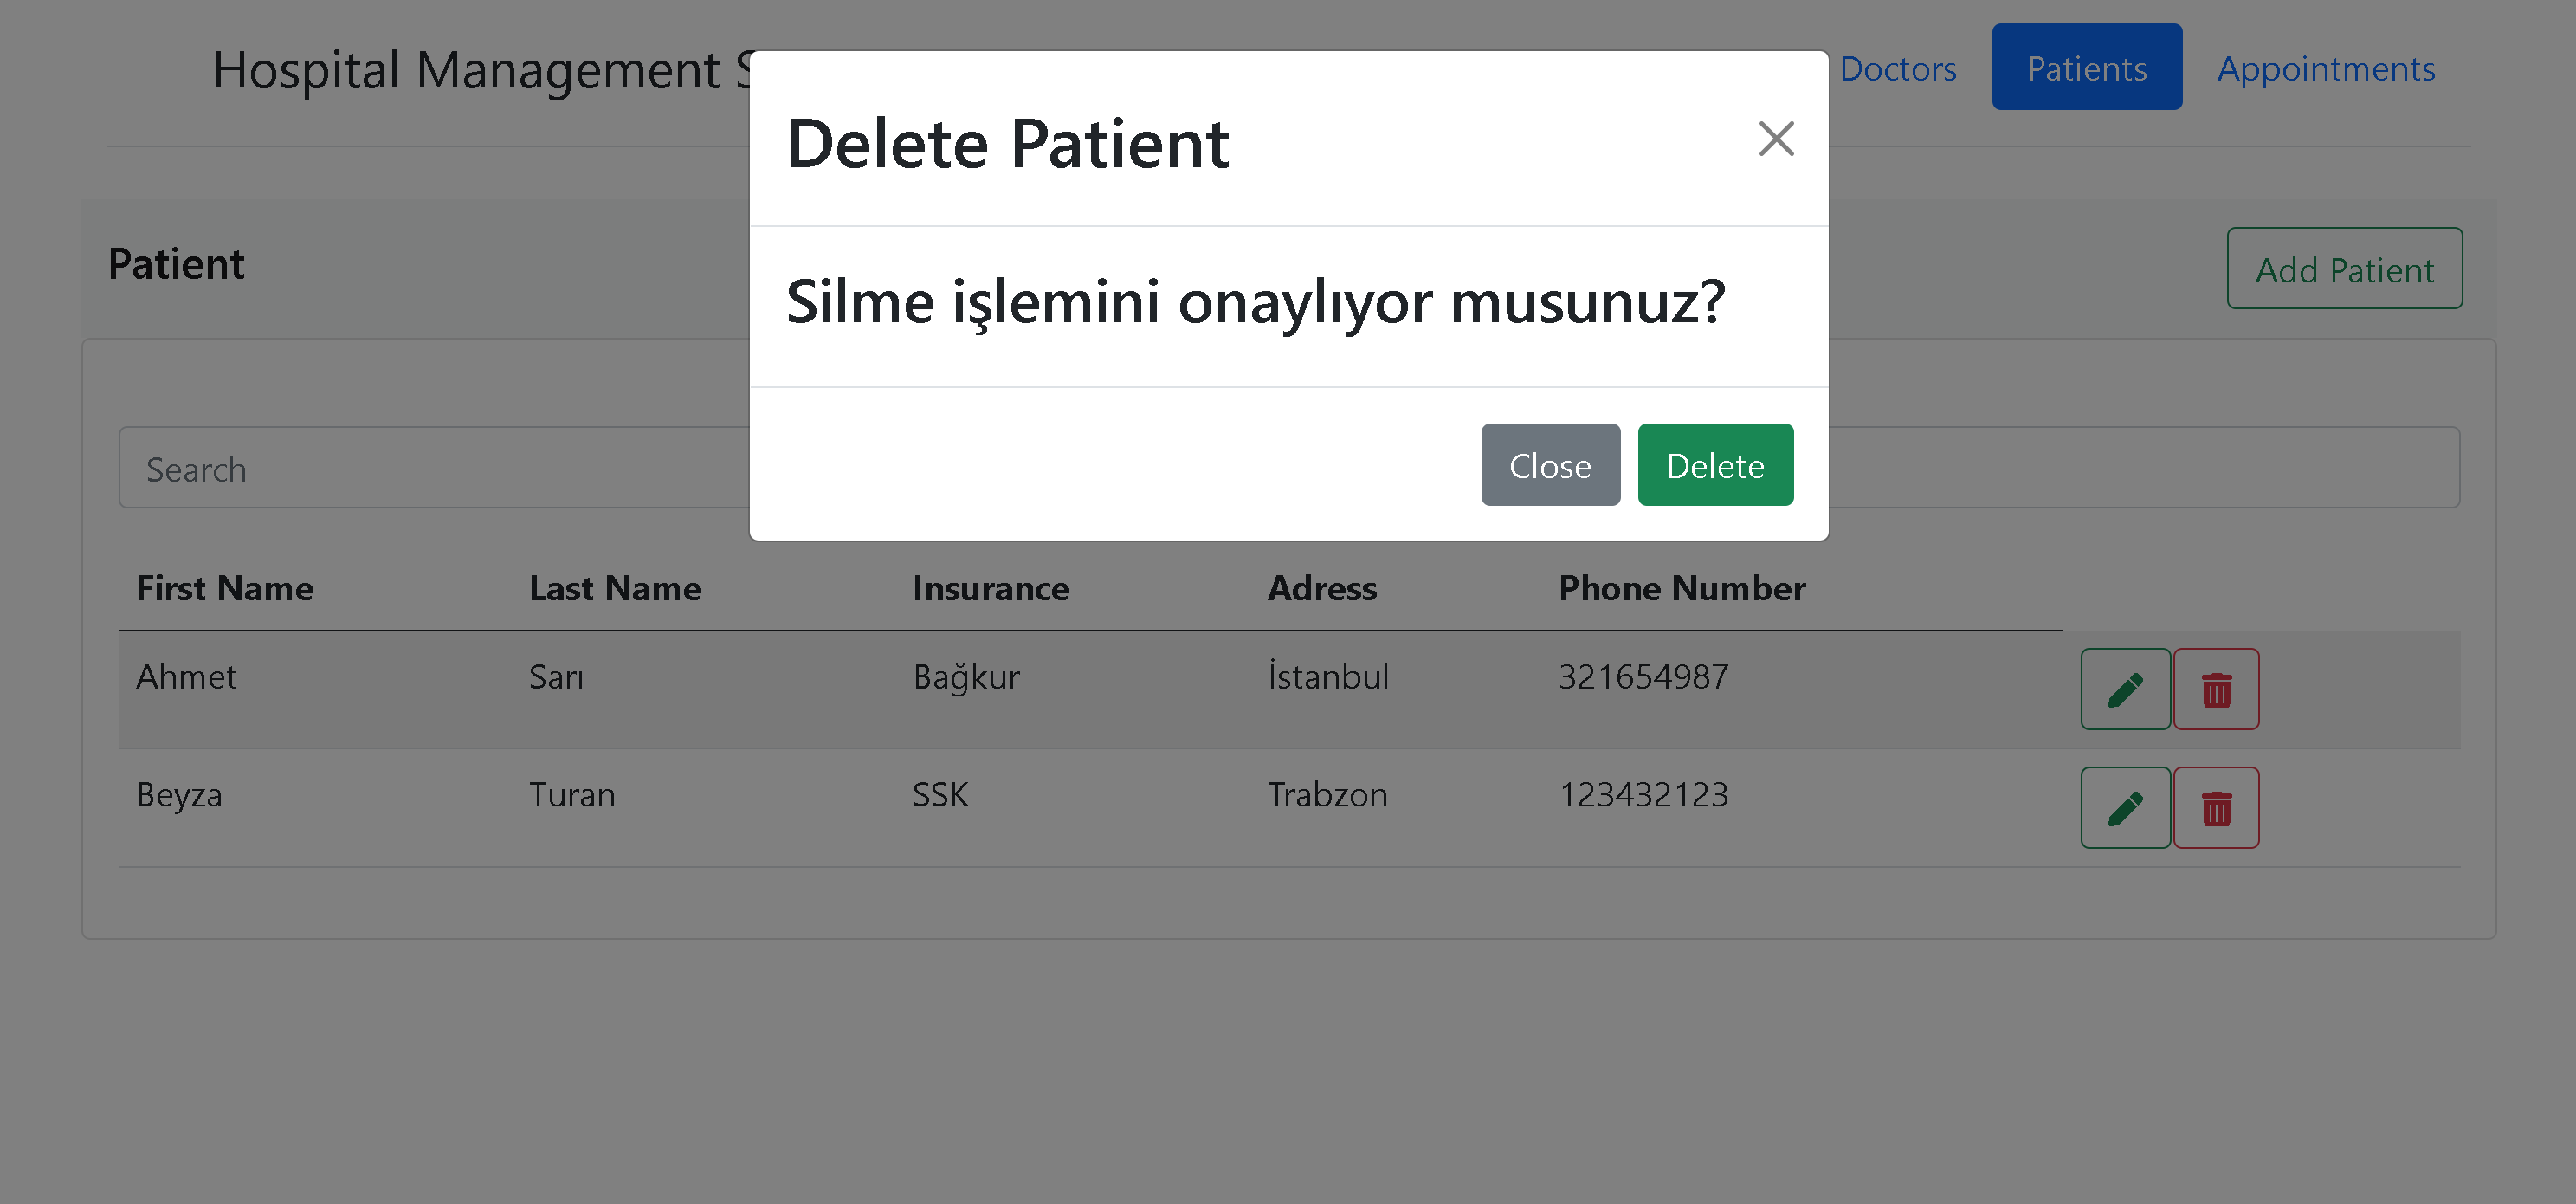 Hospital Management
Doctors
Patients
Appointments
Delete Patient
Silme işlemini onaylıyor musunuz?
Close
Delete
Patient
Add Patient
Search
First Name Last Name Insurance Adress Phone Number
Ahmet Sarı Bağkur İstanbul 321654987
Beyza Turan SSK Trabzon 123432123